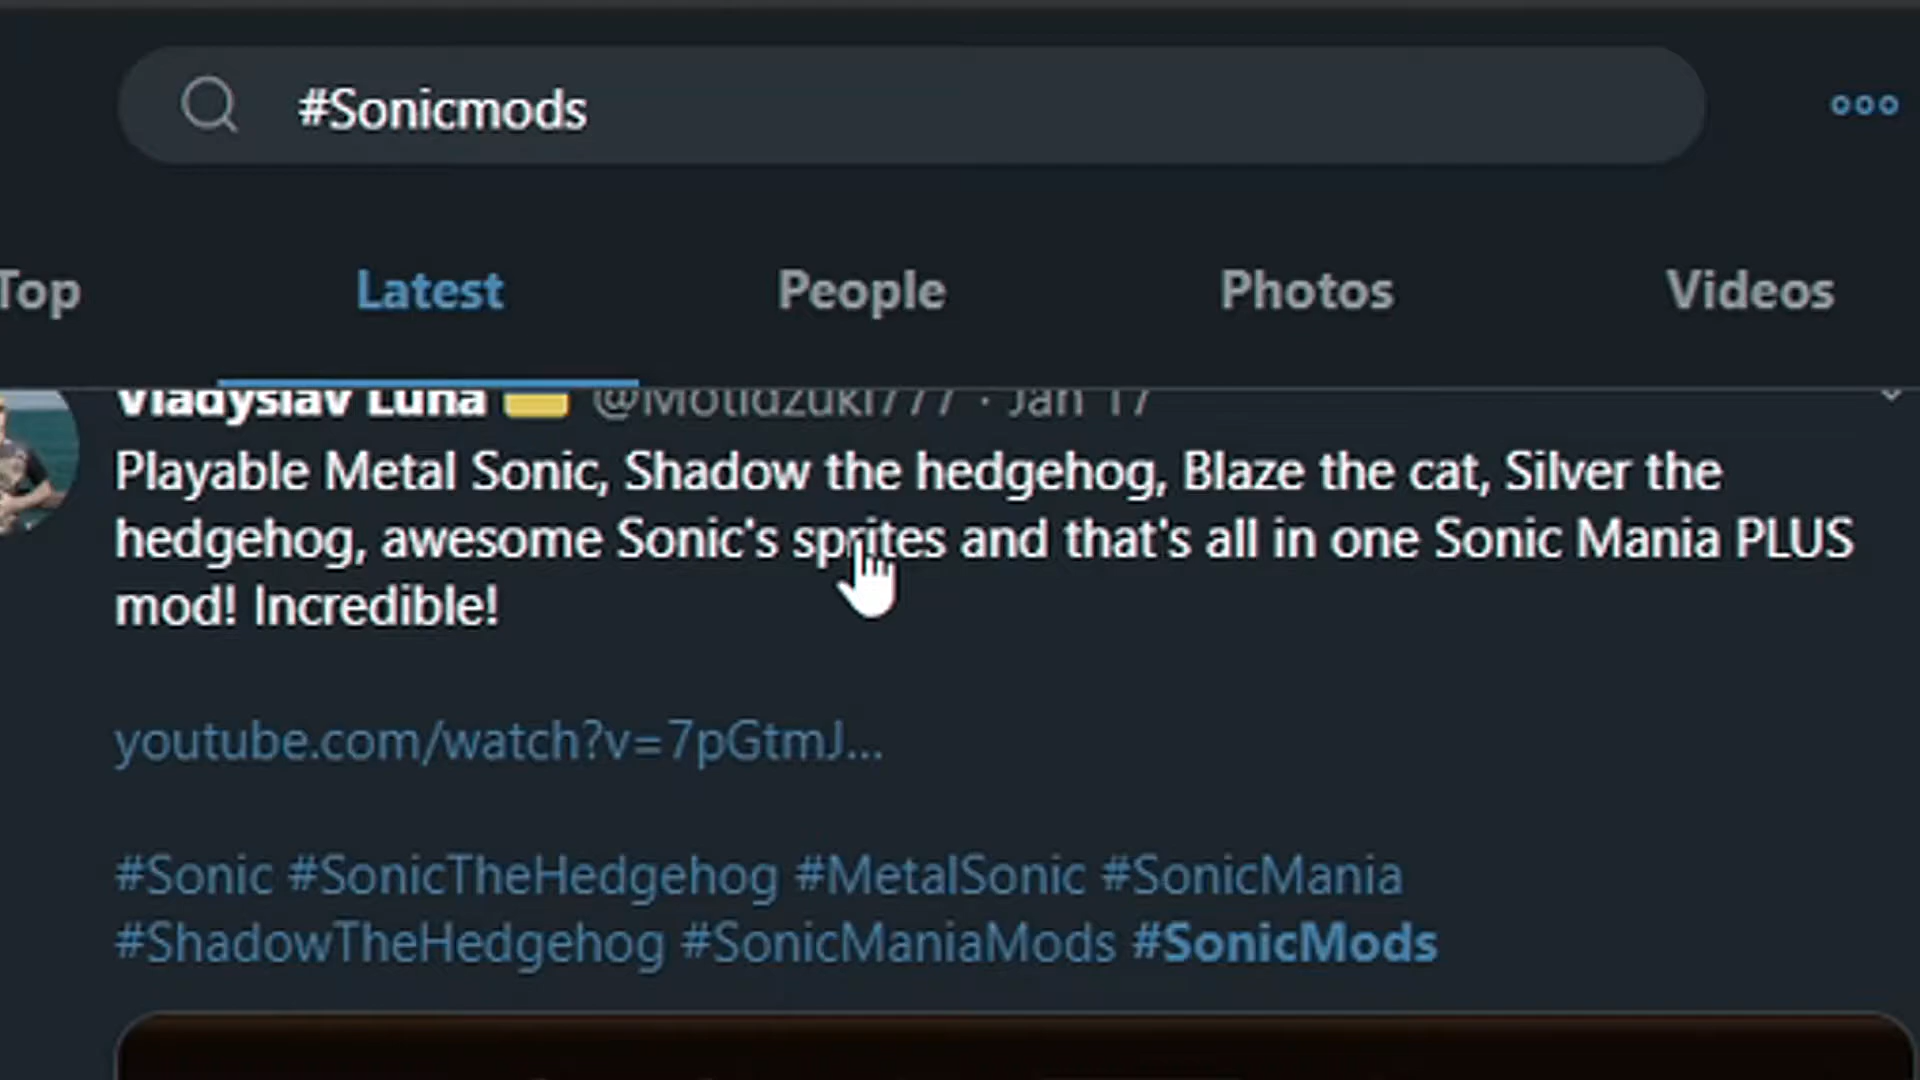 #Sonicmods
Top
Latest
People
Photos
Videos
Vladyslav Luna @Motidzuki777 · Jan 17
Playable Metal Sonic, Shadow the hedgehog, Blaze the cat, Silver the
hedgehog, awesome Sonic's sprites and that's all in one Sonic Mania PLUS
mod! Incredible!
youtube.com/watch?v=7pGtmJ...
#Sonic #SonicTheHedgehog #MetalSonic #SonicMania
#ShadowTheHedgehog #SonicManiaMods #SonicMods